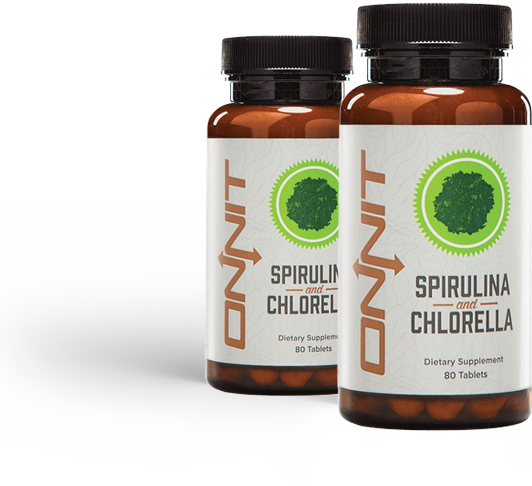 ONNIT
SPIRULINA
and
CHLORELLA
Dietary Supplement
80 Tablets
ONNIT
SPIRULINA
and
CHLORELLA
Dietary Supplement
80 Tablets